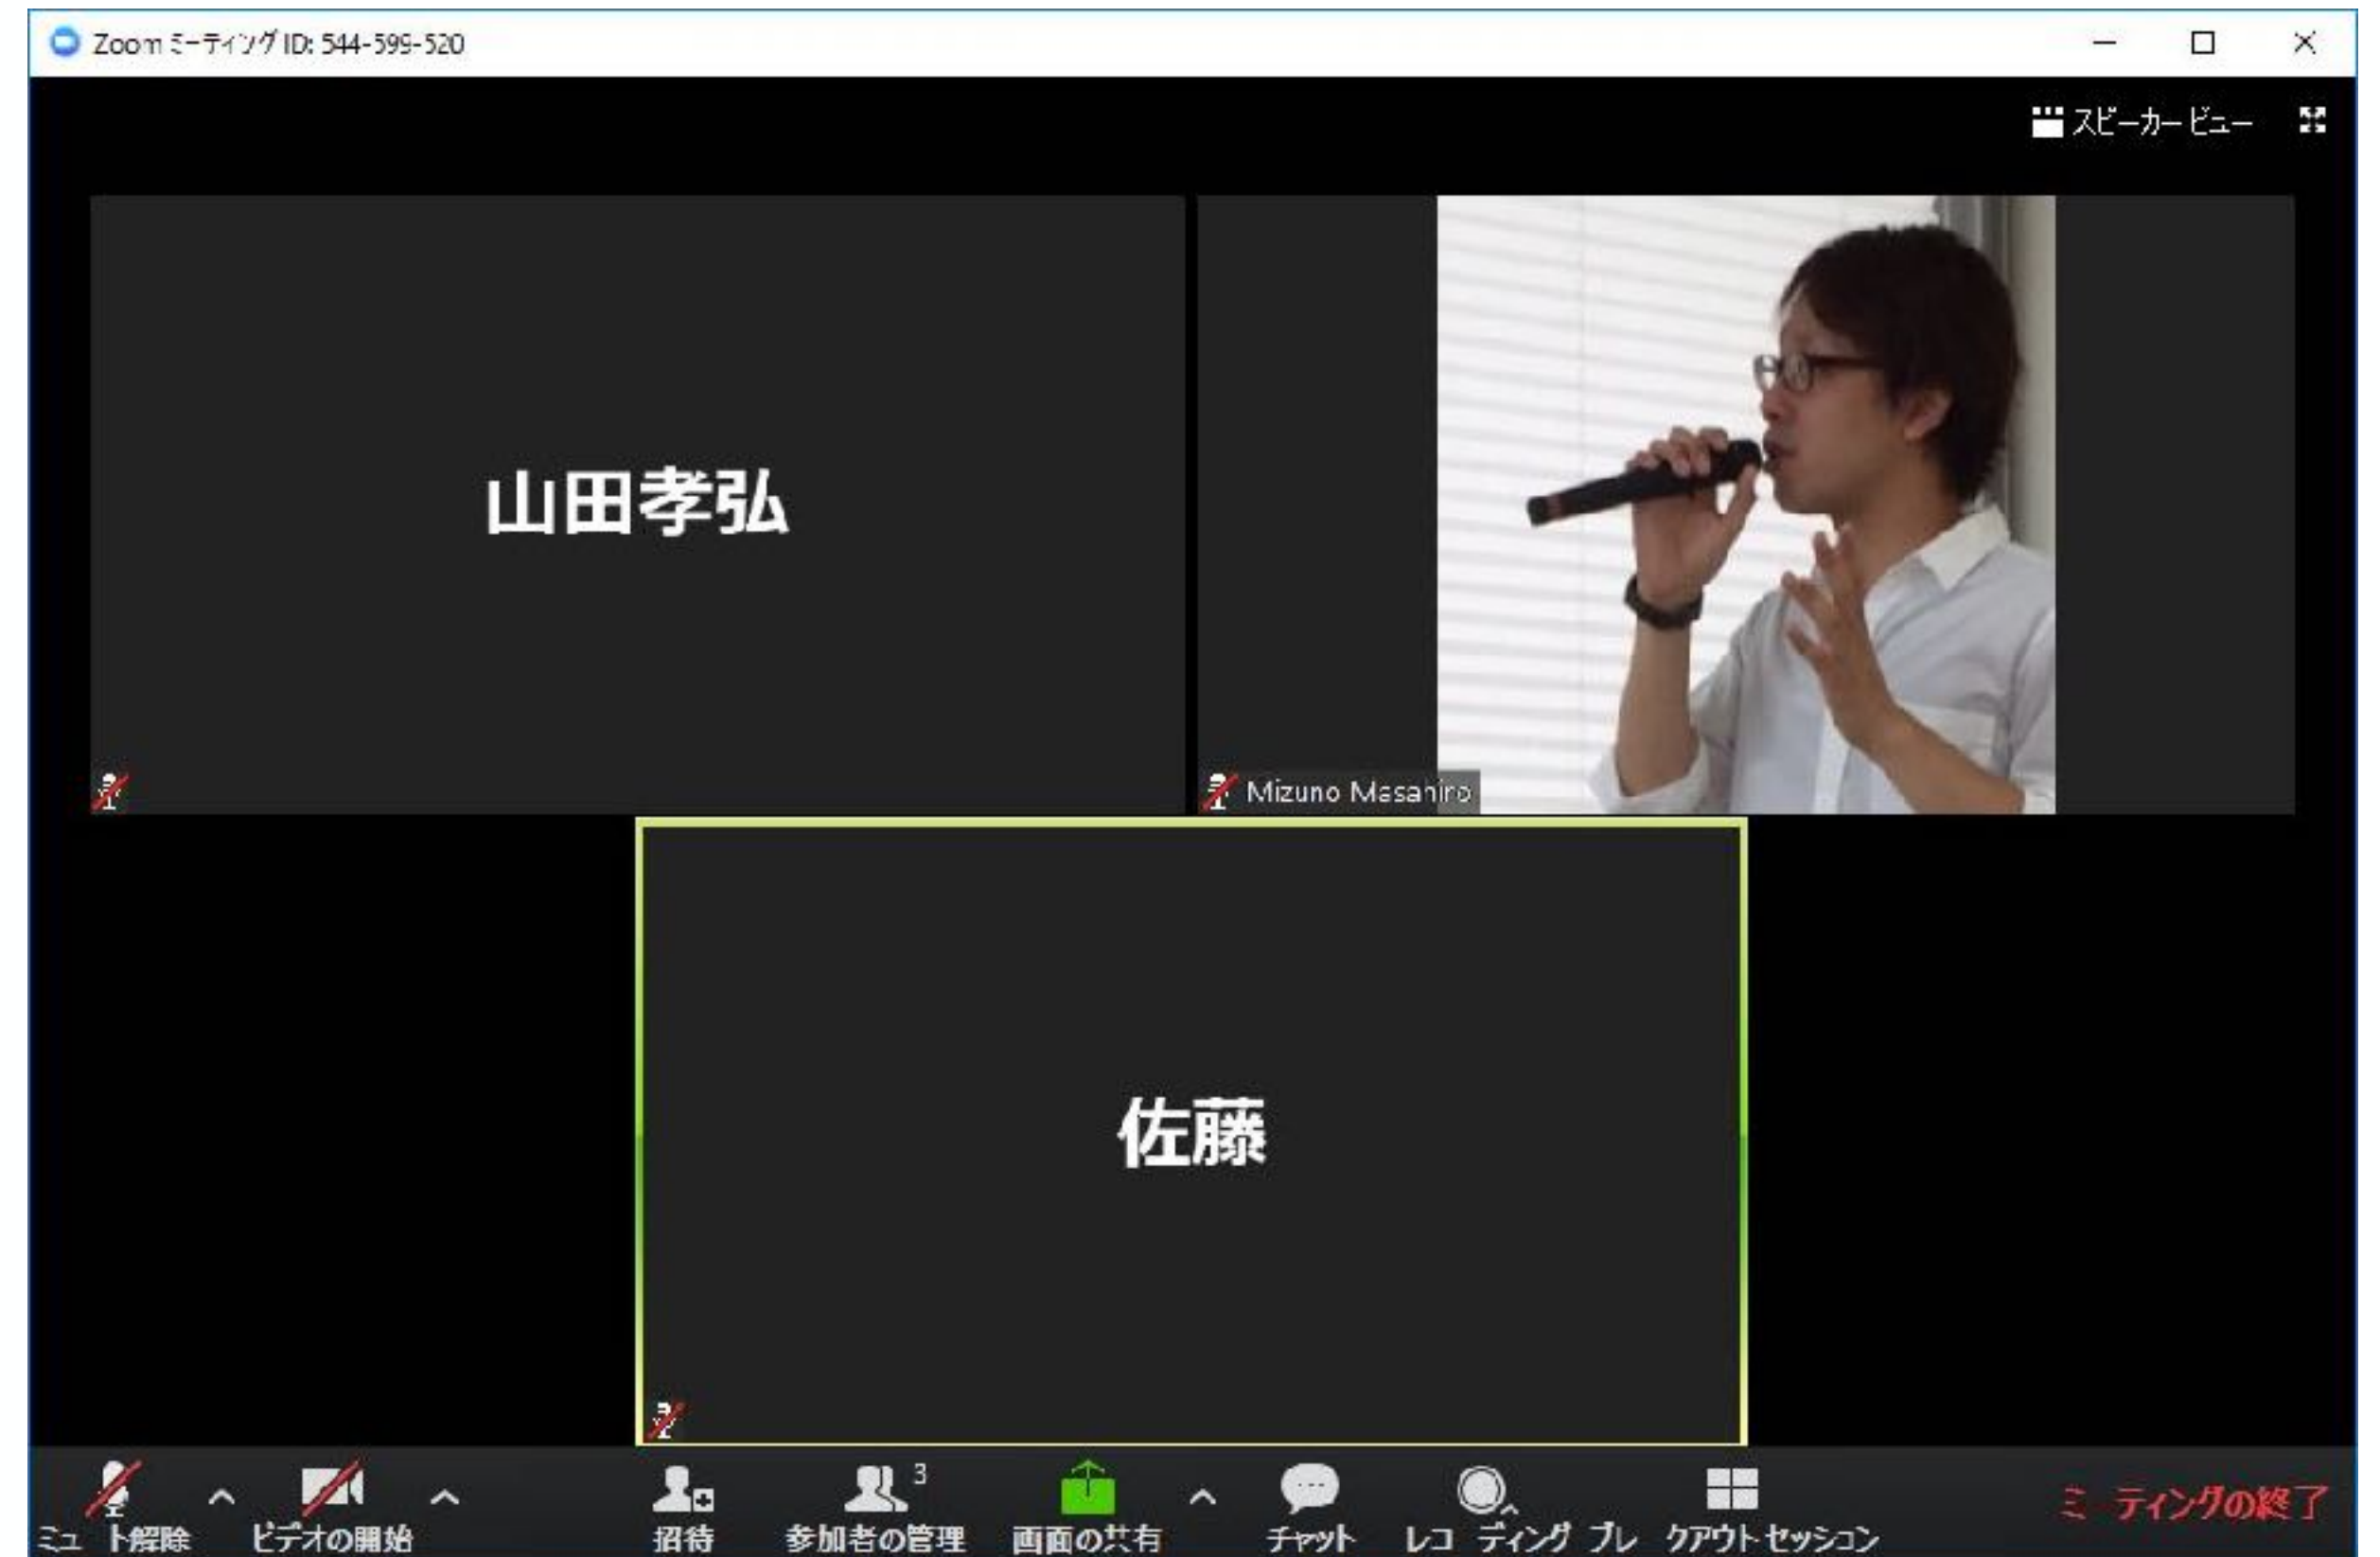 Zoom ミーティング ID: 544-599-520
スピーカー ビュー
山田孝弘
Mizuno Masahiro
佐藤
3
ミュ ト解除 ビデオの開始 招待 参加者の管理 画面の共有 チャット レコ ディング ブレ クアウト セッション ミ ティングの終了